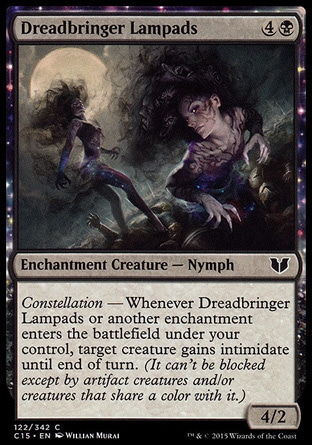 Dreadbringer Lampads 4
Enchantment Creature — Nymph
Constellation — Whenever Dreadbringer
Lampads or another enchantment
enters the battlefield under your
control, target creature gains intimidate
until end of turn. (It can't be blocked
except by artifact creatures and/or
creatures that share a color with it.)
4/2
122/342 C
C15 • EN Willian Murai
™ & © 2015 Wizards of the Coast